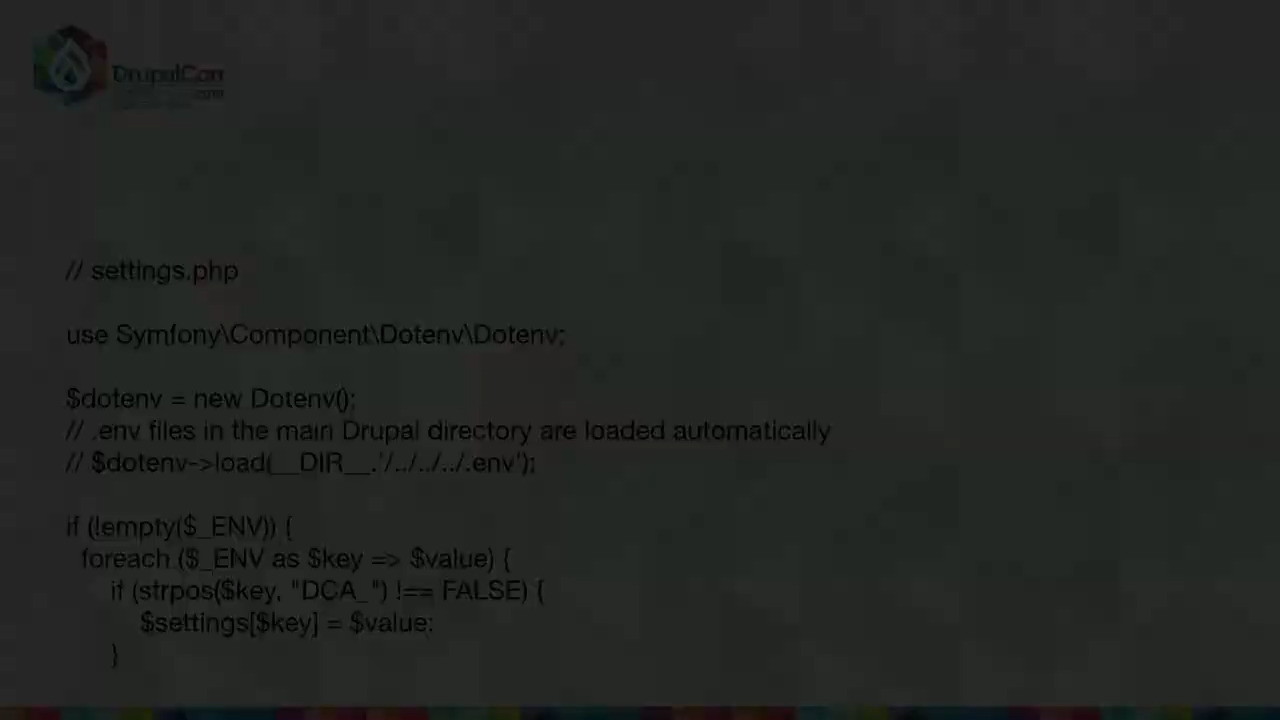 DrupalCon
// settings.php
use Symfony\Component\Dotenv\Dotenv;
$dotenv = new Dotenv();
// .env files in the main Drupal directory are loaded automatically
// $dotenv->load(__DIR__.'/../../../.env');
if (!empty($_ENV)) {
foreach ($_ENV as $key => $value) {
if (strpos($key, "DCA_") !== FALSE) {
$settings[$key] = $value;
}